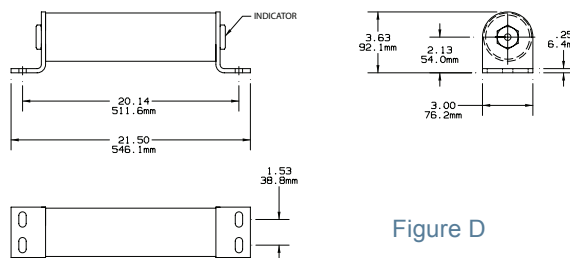 INDICATOR
3.63
92.1mm
2.13
54.0mm
.25
20.14
511.6mm
3.00
76.2mm
21.50
546.1mm
1.53
38.8mm
Figure D